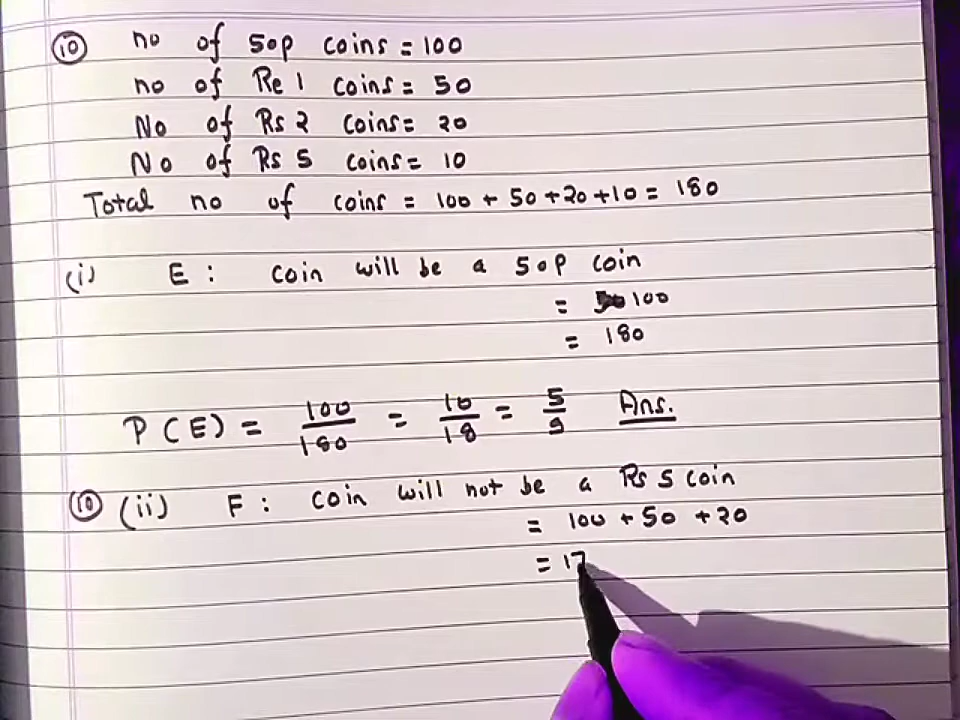 10 no of 50p coins = 100
no of Re 1 coins = 50
No of Rs 2 coins = 20
No of Rs 5 coins = 10
Total no of coins = 100 + 50 + 20 + 10 = 180
(i) E : coin will be a 50p coin
= 100
= 180
P(E) = 100/180 = 10/18 = 5/9 Ans.
10 (ii) F : coin will not be a Rs 5 coin
= 100 + 50 + 20
= 17